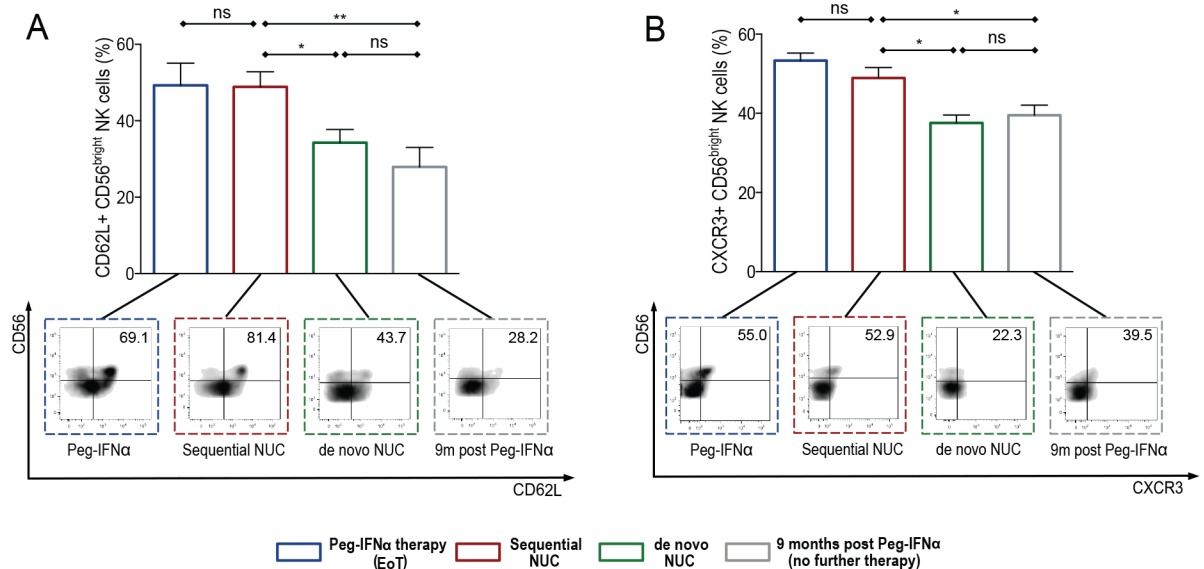 A
ns
**
*
ns
CD62L+ CD56bright NK cells (%)
60
40
20
0
CD56
69.1
81.4
43.7
28.2
Peg-IFNα
Sequential NUC
de novo NUC
9m post Peg-IFNα
CD62L
B
ns
*
*
ns
CXCR3+ CD56bright NK cells (%)
60
40
20
0
CD56
55.0
52.9
22.3
39.5
Peg-IFNα
Sequential NUC
de novo NUC
9m post Peg-IFNα
CXCR3
Peg-IFNα therapy
(EoT)
Sequential
NUC
de novo
NUC
9 months post Peg-IFNα
(no further therapy)